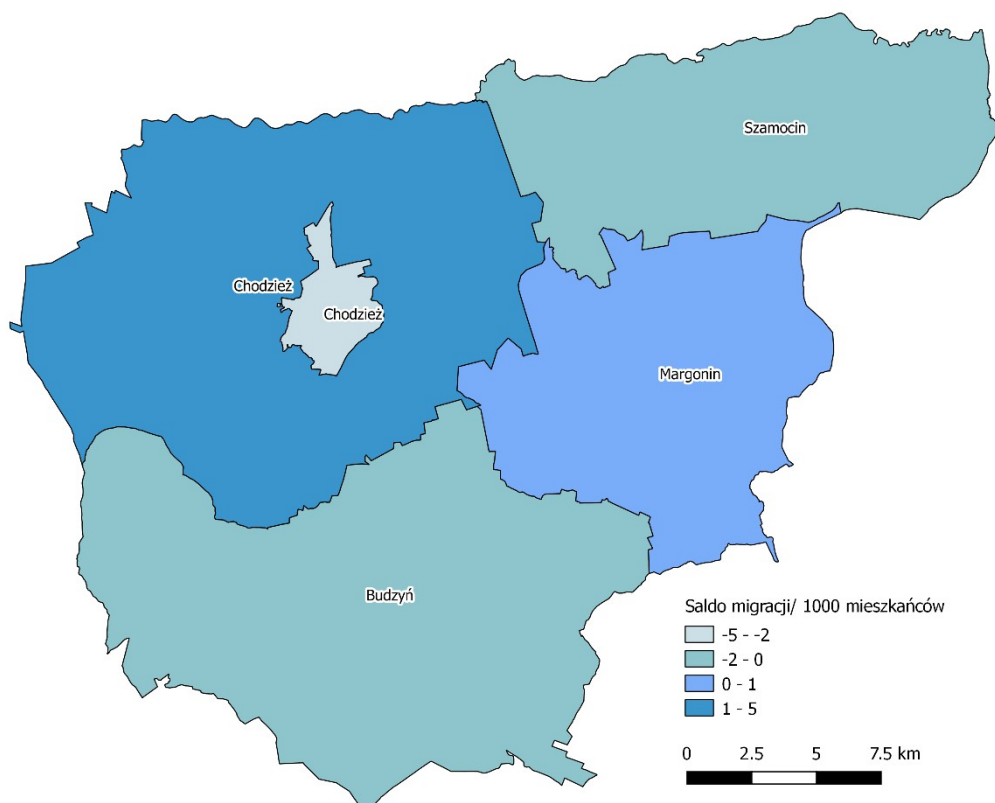 Szamocin
Chodzież
Chodzież
Margonin
Budzyń
Saldo migracji/ 1000 mieszkańców
-5 - -2
-2 - 0
0 - 1
1 - 5
0 2.5 5 7.5 km